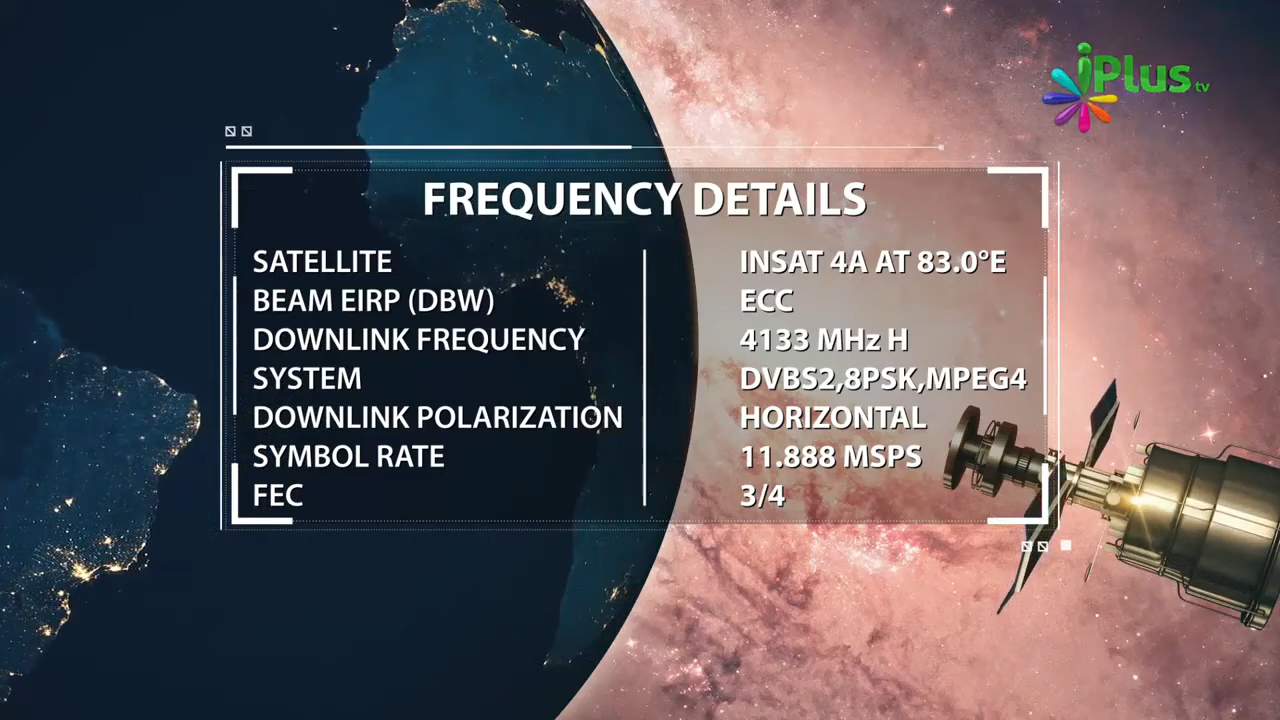 iPlus tv
FREQUENCY DETAILS
SATELLITE INSAT 4A AT 83.0°E
BEAM EIRP (DBW) ECC
DOWNLINK FREQUENCY 4133 MHz H
SYSTEM DVBS2,8PSK,MPEG4
DOWNLINK POLARIZATION HORIZONTAL
SYMBOL RATE 11.888 MSPS
FEC 3/4